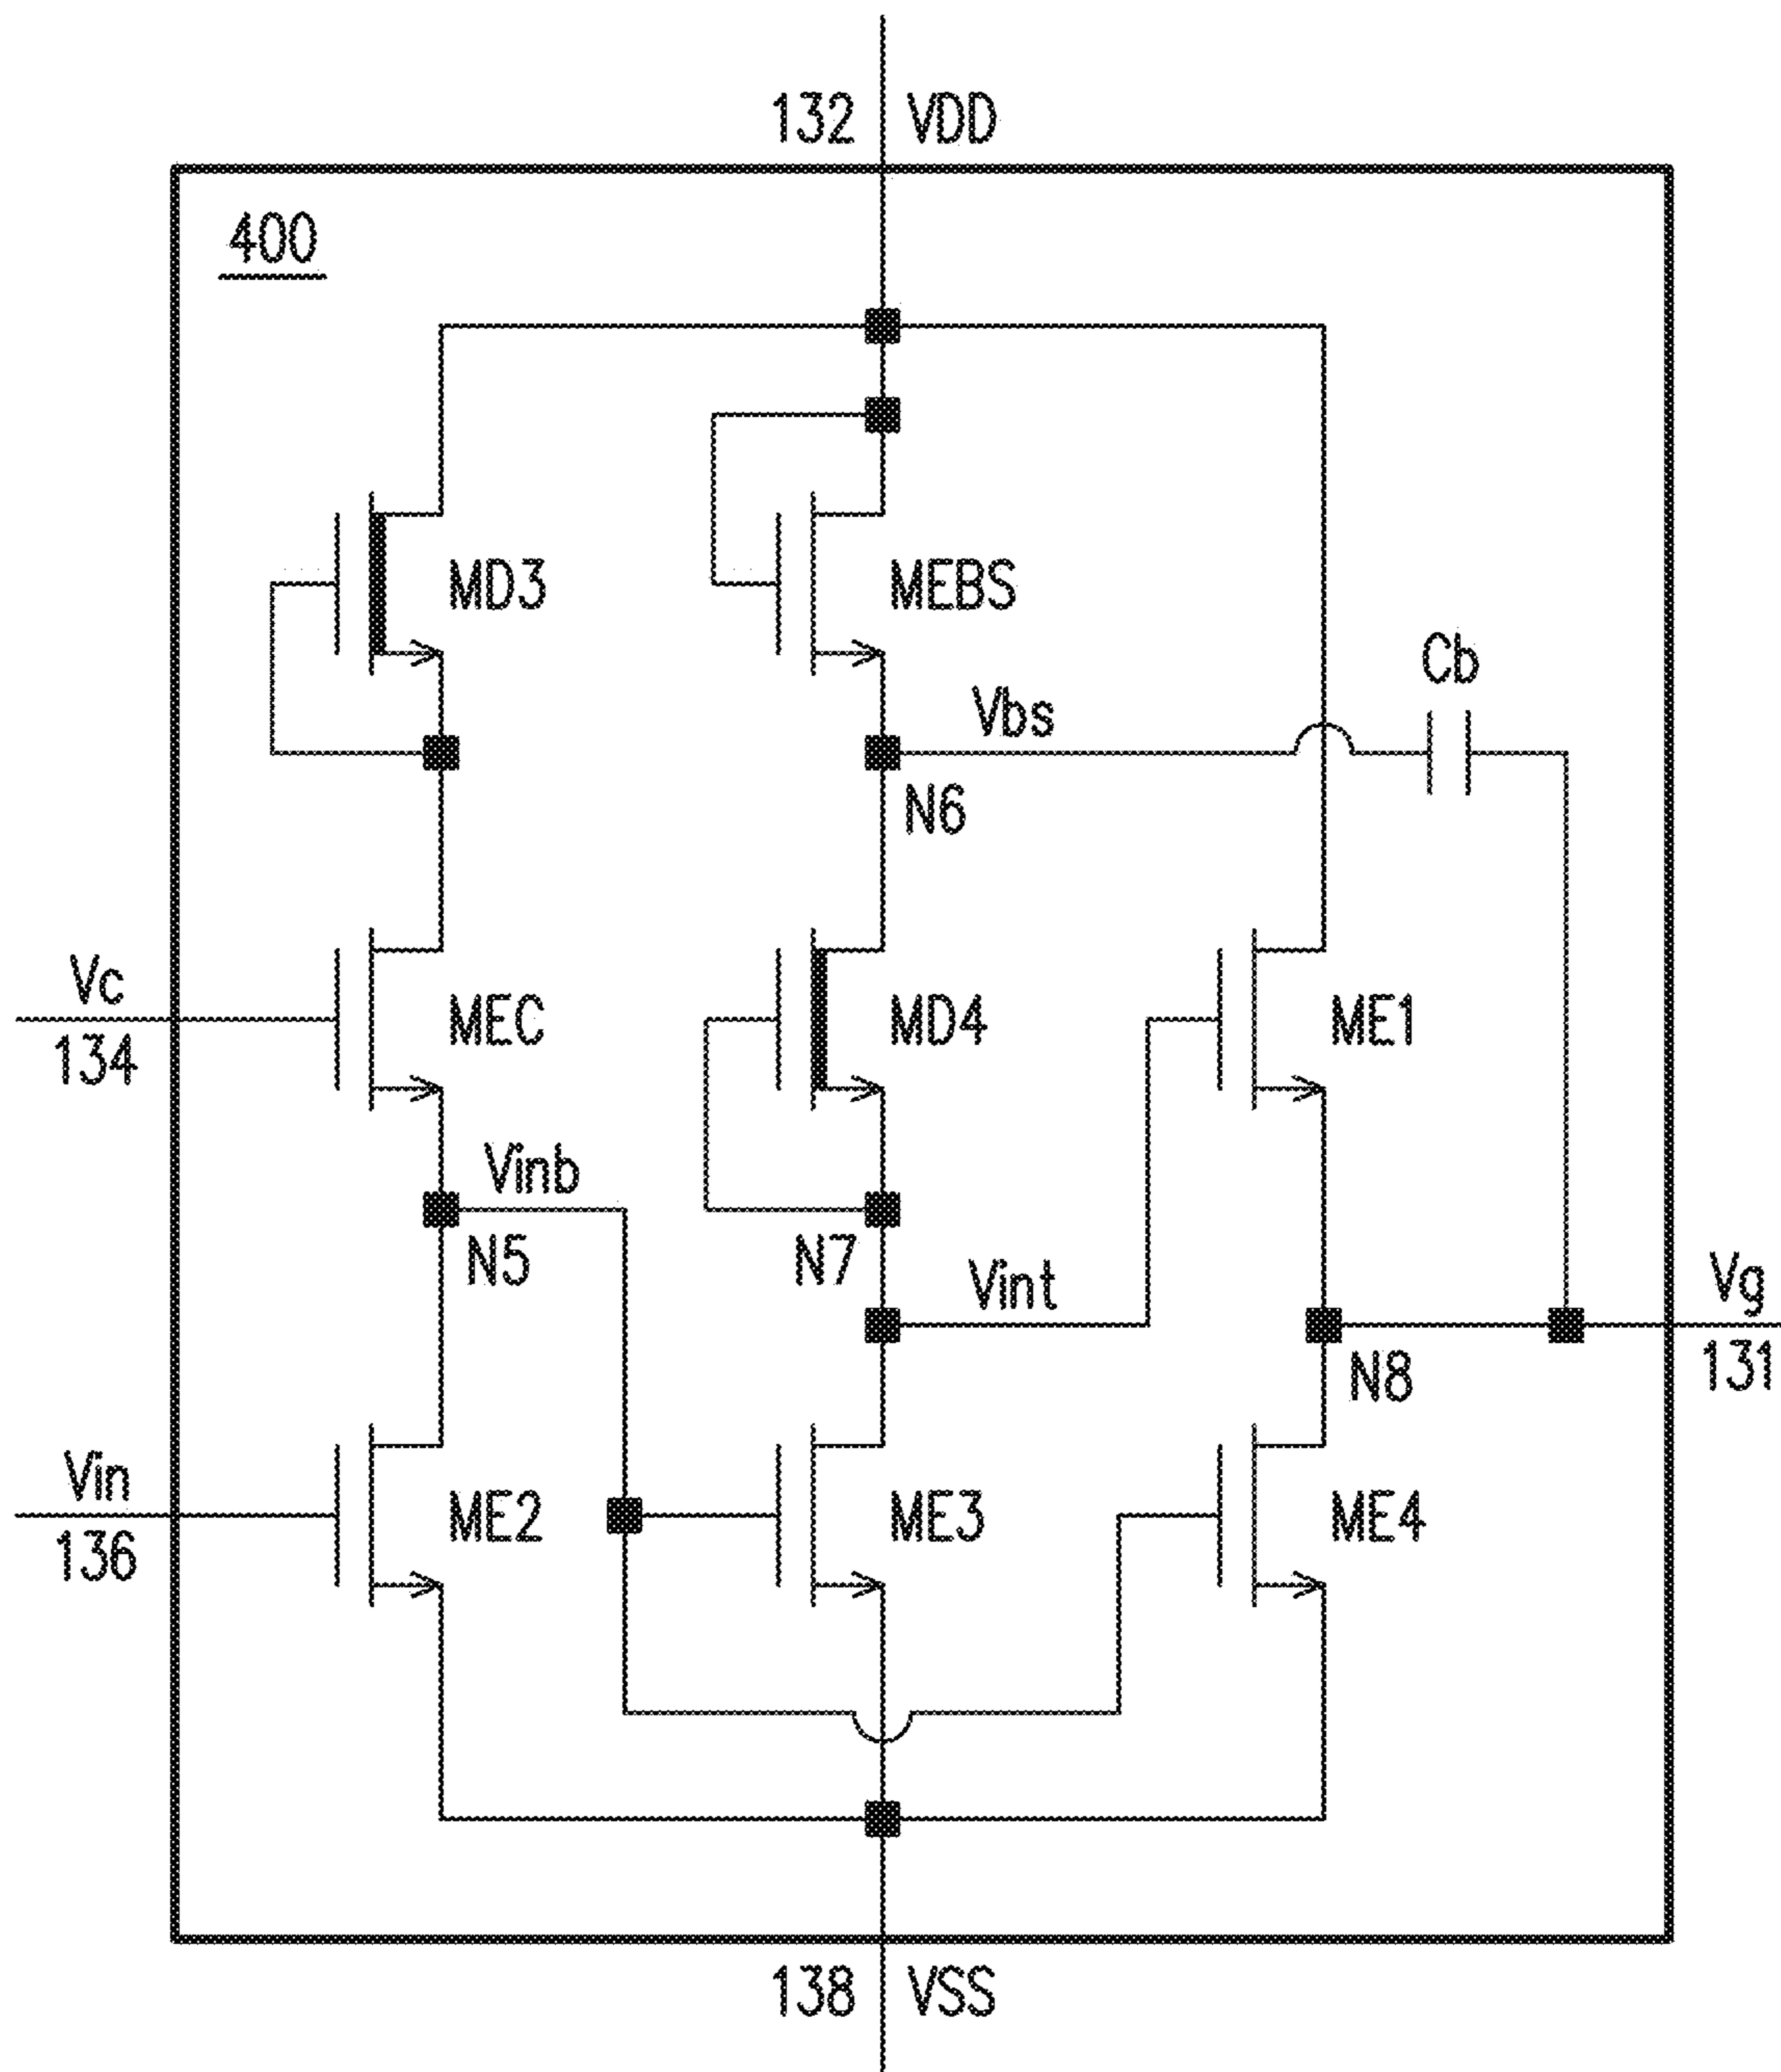 132 VDD
400
MD3
MEBS
Cb
Vbs
N6
Vc
134
MEC
MD4
ME1
Vinb
N5
N7
Vint
Vg
131
N8
Vin
136
ME2
ME3
ME4
138 VSS